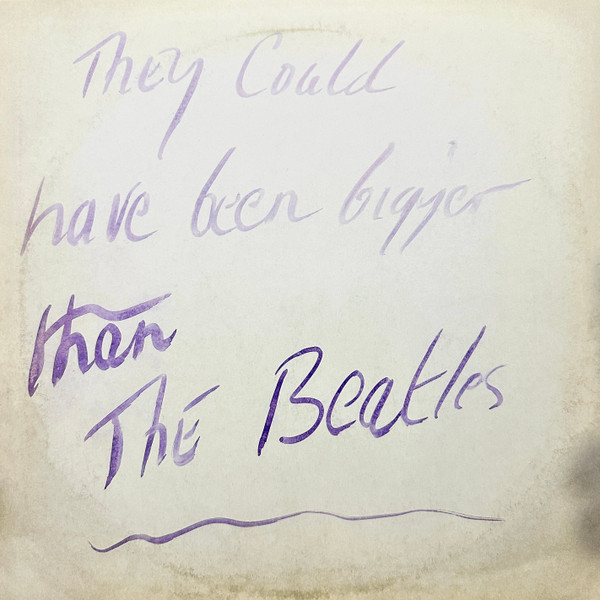 They Could
have been bigger
than
The Beatles